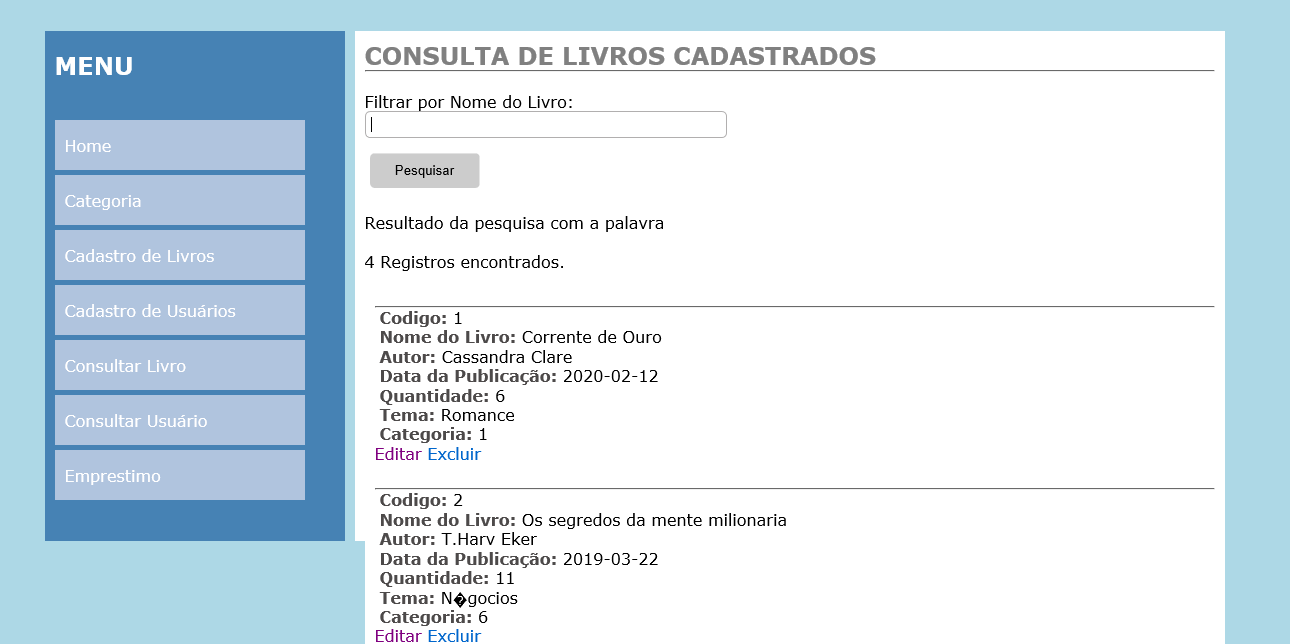 MENU
Home
Categoria
Cadastro de Livros
Cadastro de Usuários
Consultar Livro
Consultar Usuário
Emprestimo
CONSULTA DE LIVROS CADASTRADOS
Filtrar por Nome do Livro:
Pesquisar
Resultado da pesquisa com a palavra
4 Registros encontrados.
Codigo: 1
Nome do Livro: Corrente de Ouro
Autor: Cassandra Clare
Data da Publicação: 2020-02-12
Quantidade: 6
Tema: Romance
Categoria: 1
Editar Excluir
Codigo: 2
Nome do Livro: Os segredos da mente milionaria
Autor: T.Harv Eker
Data da Publicação: 2019-03-22
Quantidade: 11
Tema: N�gocios
Categoria: 6
Editar Excluir